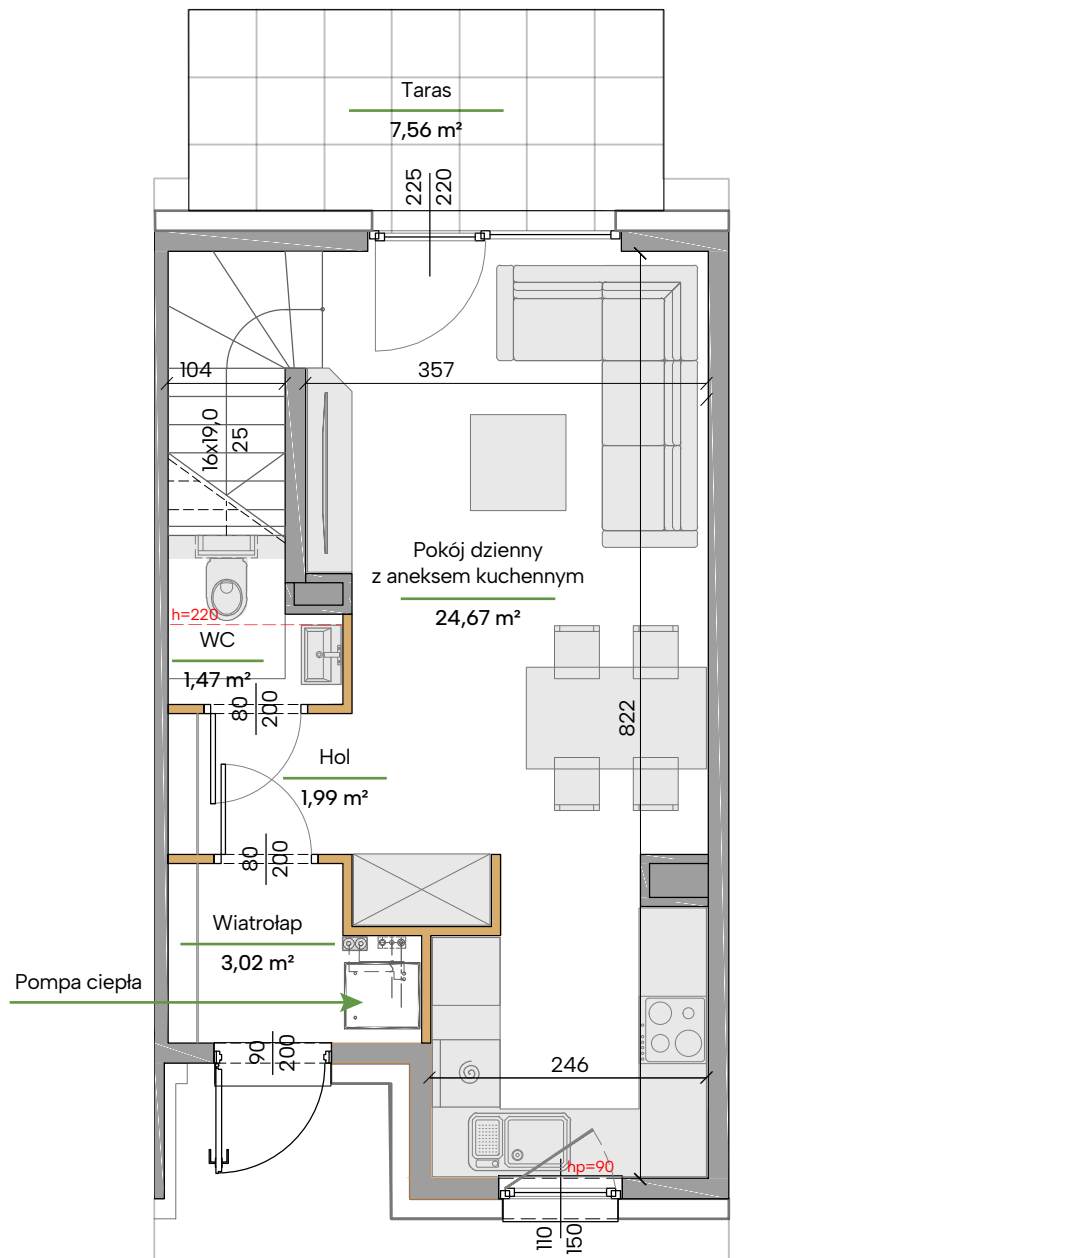 Taras
7,56 m²
225
220
104
357
16x19,0
25
Pokój dzienny
z aneksem kuchennym
24,67 m²
h=220
WC
1,47 m²
80
200
822
Hol
1,99 m²
80
200
Wiatrołap
3,02 m²
Pompa ciepła
90
200
246
hp=90
110
150